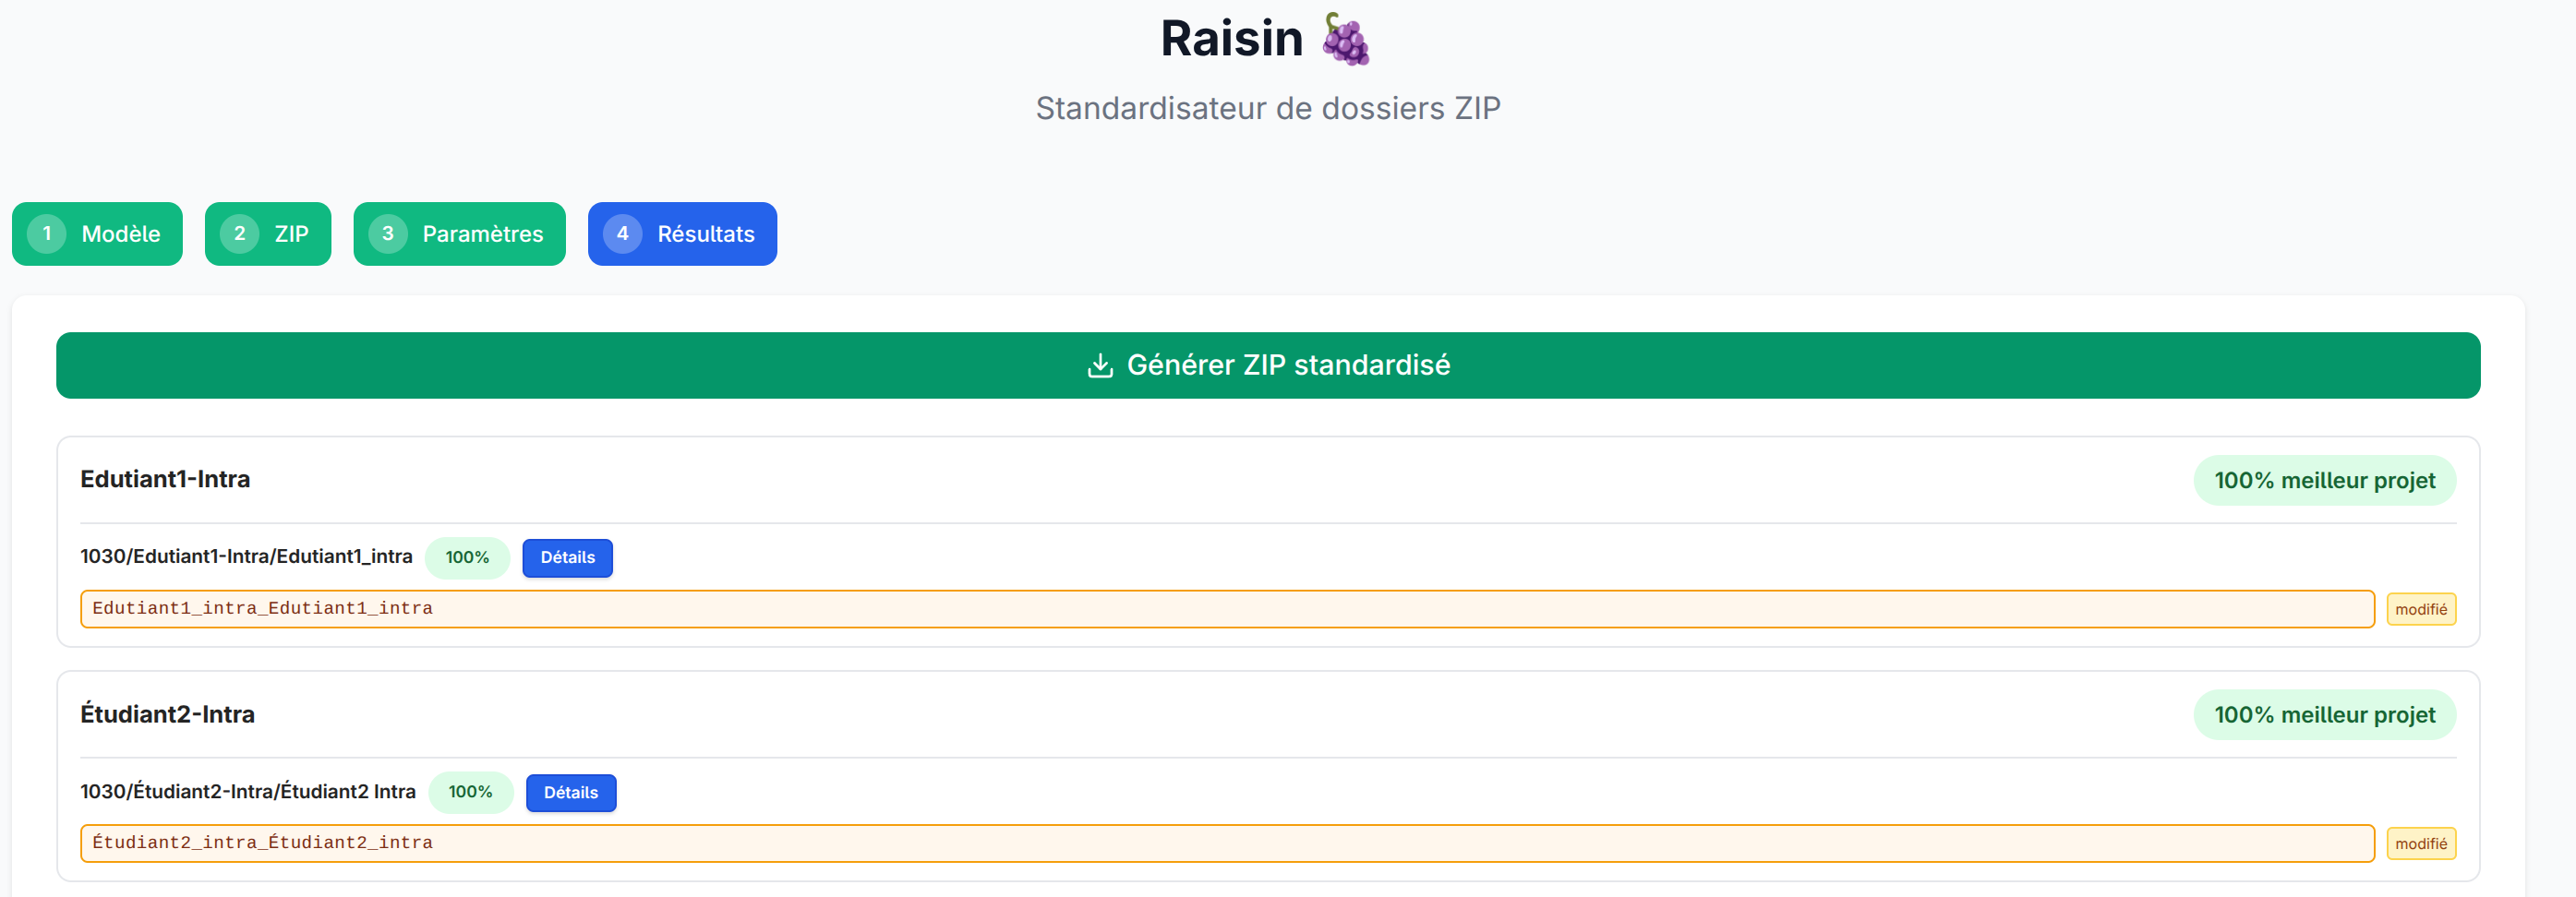 Raisin 🍇
Standardisateur de dossiers ZIP
1 Modèle 2 ZIP 3 Paramètres 4 Résultats
Générer ZIP standardisé
Edutiant1-Intra 100% meilleur projet
1030/Edutiant1-Intra/Edutiant1_intra 100% Détails
Edutiant1_intra_Edutiant1_intra modifié
Étudiant2-Intra 100% meilleur projet
1030/Étudiant2-Intra/Étudiant2 Intra 100% Détails
Étudiant2_intra_Étudiant2_intra modifié